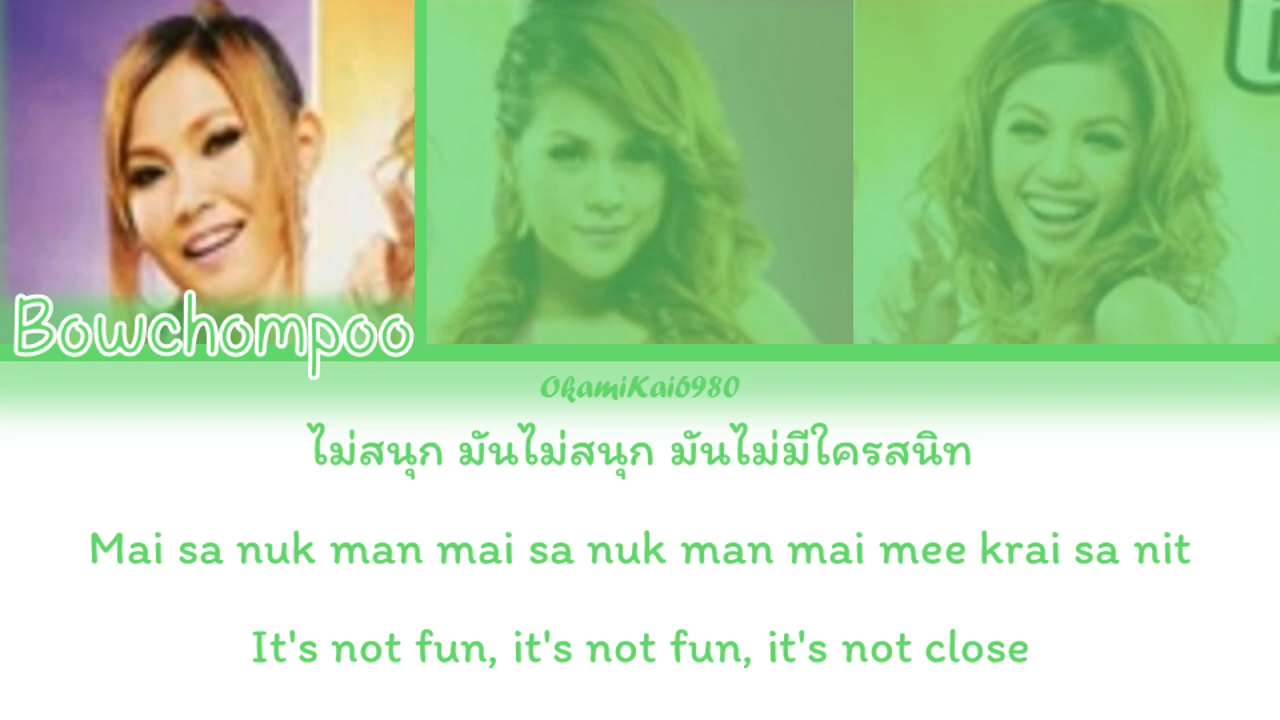 Bowchompoo
OkamiKai6980
ไม่สนุก มันไม่สนุก มันไม่มีใครสนิท
Mai sa nuk man mai sa nuk man mai mee krai sa nit
It's not fun, it's not fun, it's not close